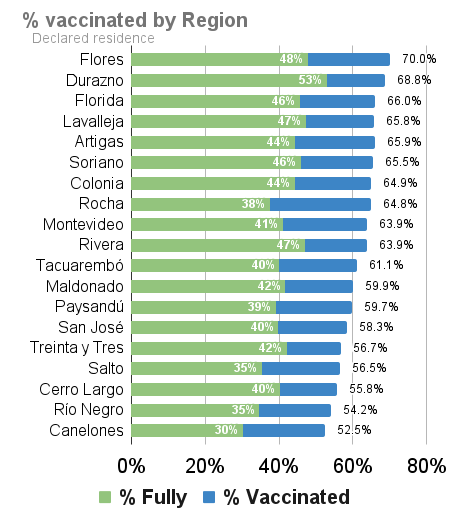 % vaccinated by Region
Declared residence
Flores 48% 70.0%
Durazno 53% 68.8%
Florida 46% 66.0%
Lavalleja 47% 65.8%
Artigas 44% 65.9%
Soriano 46% 65.5%
Colonia 44% 64.9%
Rocha 38% 64.8%
Montevideo 41% 63.9%
Rivera 47% 63.9%
Tacuarembó 40% 61.1%
Maldonado 42% 59.9%
Paysandú 39% 59.7%
San José 40% 58.3%
Treinta y Tres 42% 56.7%
Salto 35% 56.5%
Cerro Largo 40% 55.8%
Río Negro 35% 54.2%
Canelones 30% 52.5%
0% 20% 40% 60% 80%
% Fully % Vaccinated